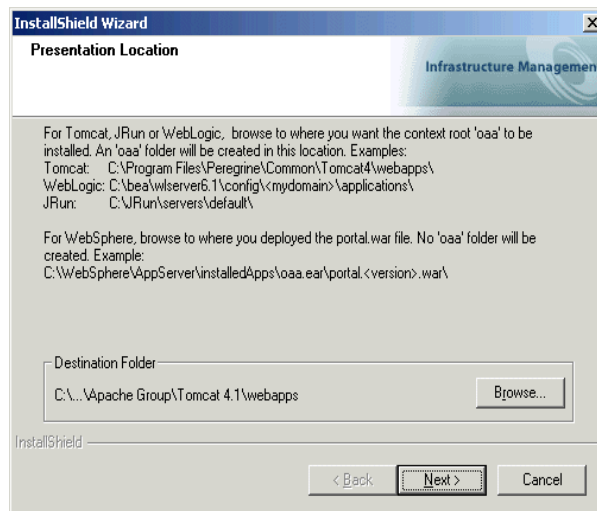 InstallShield Wizard
Presentation Location
Infrastructure Managemen
For Tomcat, JRun or WebLogic, browse to where you want the context root 'oaa' to be
installed. An 'oaa' folder will be created in this location. Examples:
Tomcat: C:\Program Files\Peregrine\Common\Tomcat4\webapps\
WebLogic: C:\bea\wlserver6.1\config\<mydomain>\applications\
JRun: C:\JRun\servers\default\
For WebSphere, browse to where you deployed the portal.war file. No 'oaa' folder will be
created. Example:
C:\WebSphere\AppServer\installedApps\oaa.ear\portal.<version>.war\
Destination Folder
C:\...\Apache Group\Tomcat 4.1\webapps
Browse...
InstallShield
< Back
Next >
Cancel